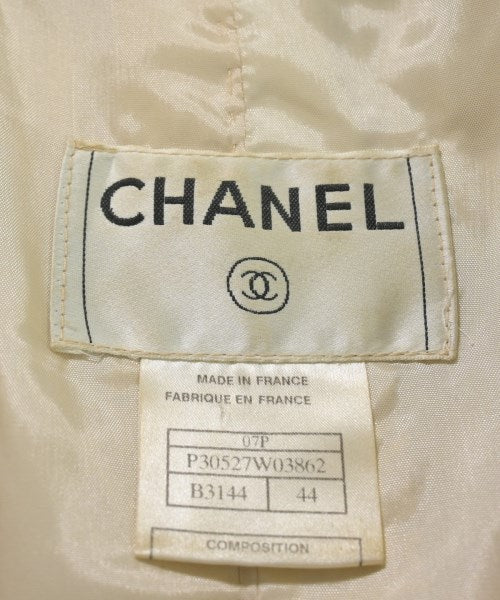 CHANEL
MADE IN FRANCE
FABRIQUE EN FRANCE
07P
P30527W03862
B3144 44
COMPOSITION